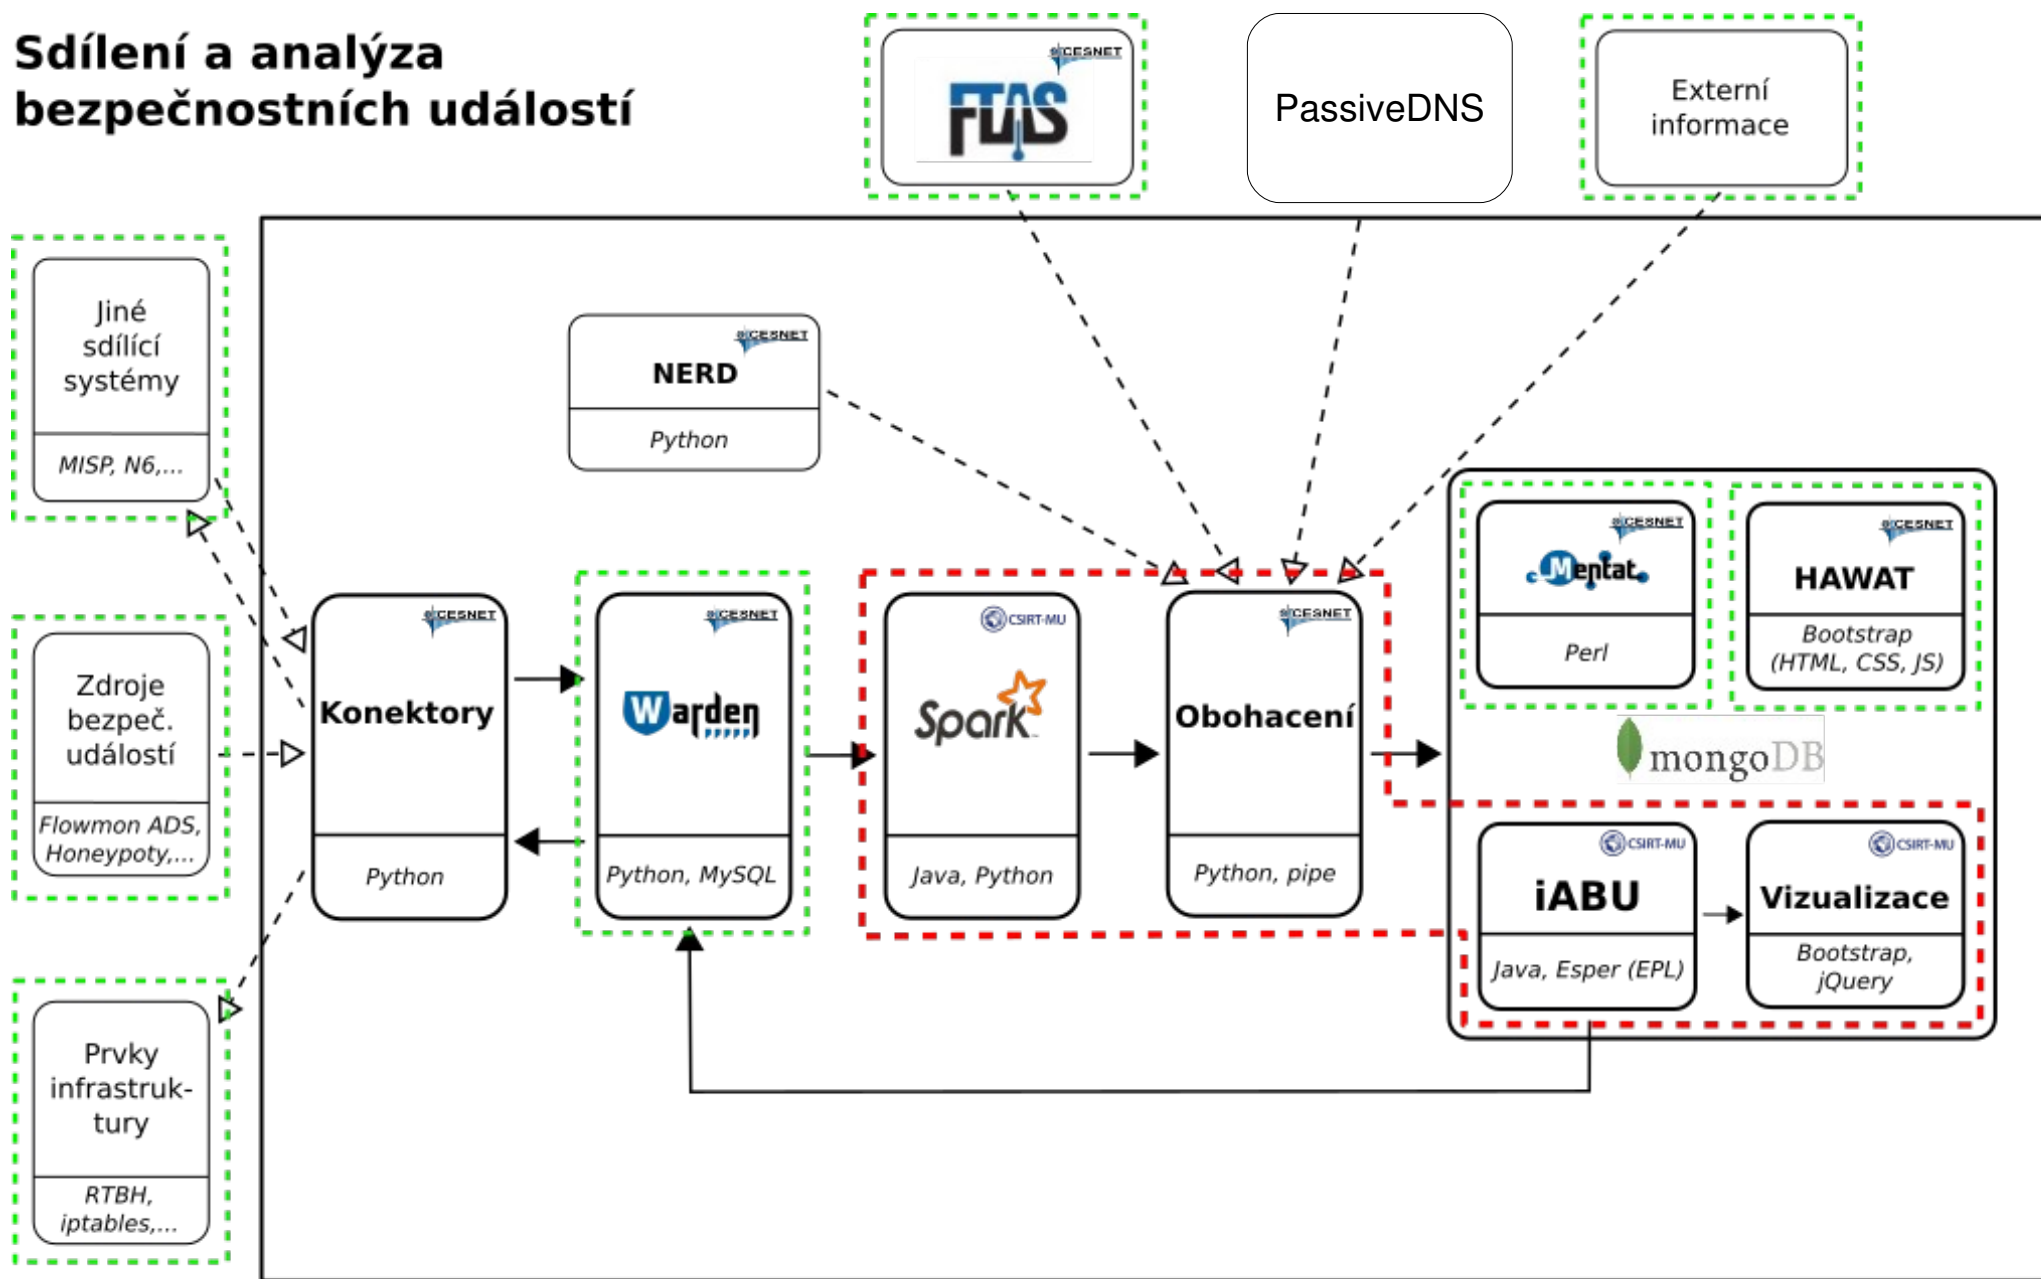 Sdílení a analýza
bezpečnostních událostí
CESNET
FTAS
PassiveDNS
Externí
informace
Jiné
sdílící
systémy
MISP, N6,...
CESNET
NERD
Python
Zdroje
bezpeč.
událostí
Flowmon ADS,
Honeypoty,...
Prvky
infrastruk-
tury
RTBH,
iptables,...
CESNET
Konektory
Python
CESNET
Warden
Python, MySQL
CSIRT-MU
Spark
Java, Python
CESNET
Obohacení
Python, pipe
CESNET
Mentat
Perl
CESNET
HAWAT
Bootstrap
(HTML, CSS, JS)
mongoDB
CSIRT-MU
iABU
Java, Esper (EPL)
CSIRT-MU
Vizualizace
Bootstrap,
jQuery